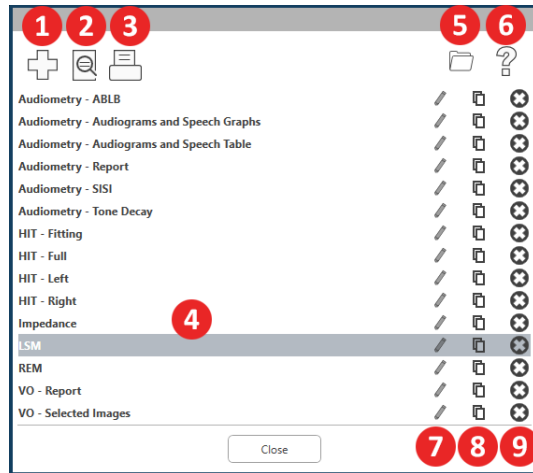 1 2 3 5 6
Audiometry - ABLB
Audiometry - Audiograms and Speech Graphs
Audiometry - Audiograms and Speech Table
Audiometry - Report
Audiometry - SISI
Audiometry - Tone Decay
HIT - Fitting
HIT - Full
HIT - Left
HIT - Right
Impedance
4
LSM
REM
VO - Report
VO - Selected Images
Close
7 8 9